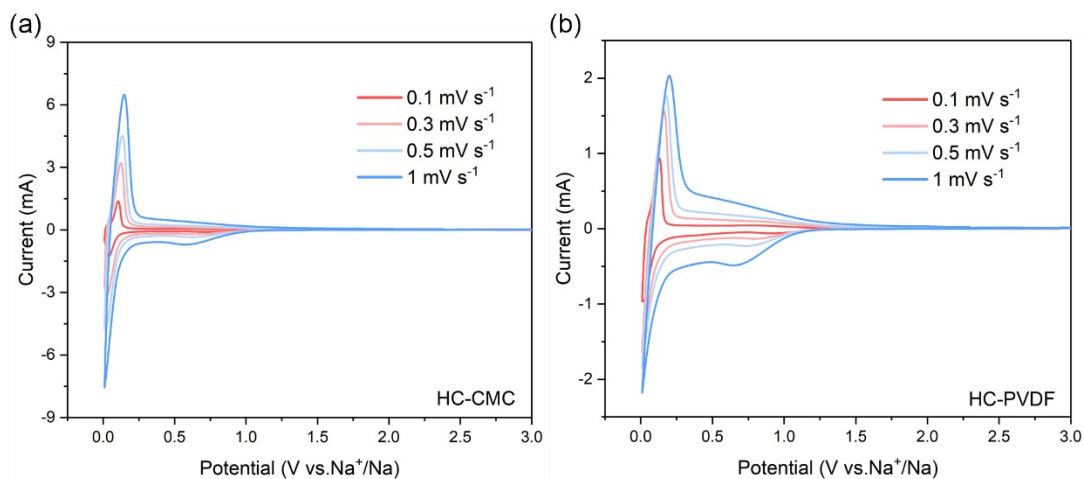 (a)
9
6
3
0
-3
-6
-9
Current (mA)
0.1 mV s⁻¹
0.3 mV s⁻¹
0.5 mV s⁻¹
1 mV s⁻¹
HC-CMC
0.0 0.5 1.0 1.5 2.0 2.5 3.0
Potential (V vs.Na⁺/Na)
(b)
2
1
0
-1
-2
Current (mA)
0.1 mV s⁻¹
0.3 mV s⁻¹
0.5 mV s⁻¹
1 mV s⁻¹
HC-PVDF
0.0 0.5 1.0 1.5 2.0 2.5 3.0
Potential (V vs.Na⁺/Na)